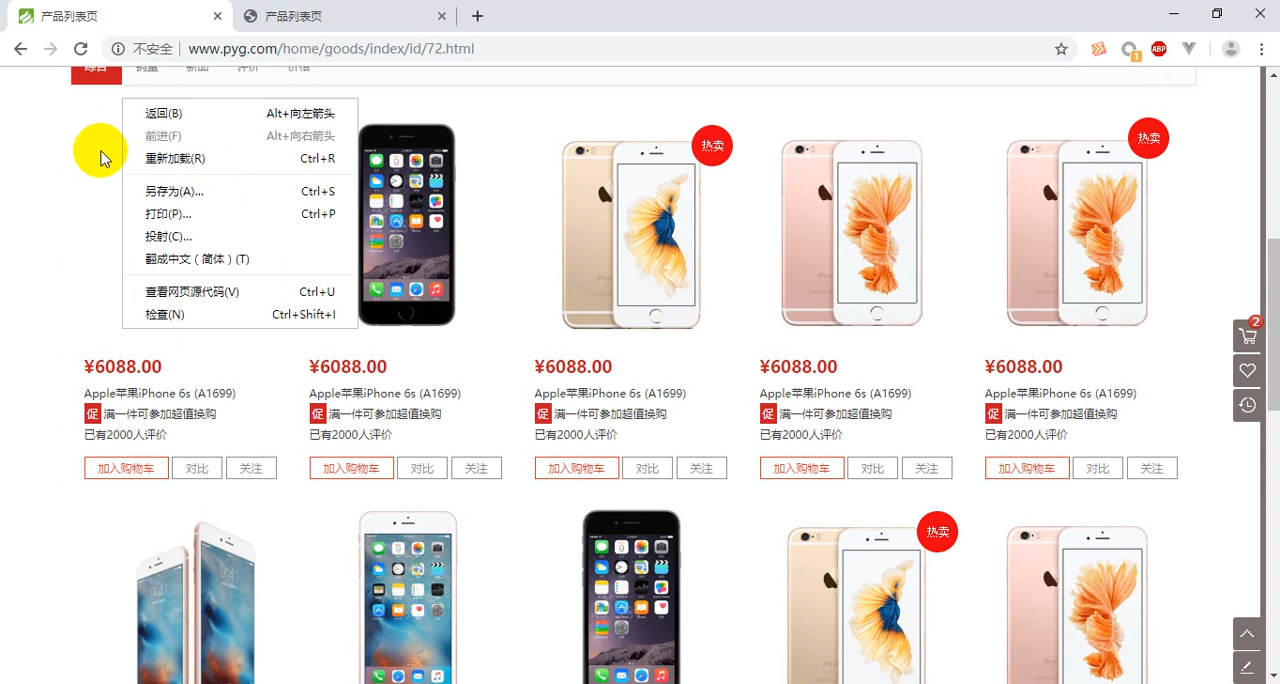 产品列表页
产品列表页
不安全
www.pyg.com/home/goods/index/id/72.html
1
ABP
综合 销量 新品 评价 价格
返回(B) Alt+向左箭头
前进(F) Alt+向右箭头
重新加载(R) Ctrl+R
另存为(A)... Ctrl+S
打印(P)... Ctrl+P
投射(C)...
翻成中文（简体）(T)
查看网页源代码(V) Ctrl+U
检查(N) Ctrl+Shift+I
热卖
热卖
2
¥6088.00 ¥6088.00 ¥6088.00 ¥6088.00 ¥6088.00
Apple苹果iPhone 6s (A1699) Apple苹果iPhone 6s (A1699) Apple苹果iPhone 6s (A1699) Apple苹果iPhone 6s (A1699) Apple苹果iPhone 6s (A1699)
促 满一件可参加超值换购 促 满一件可参加超值换购 促 满一件可参加超值换购 促 满一件可参加超值换购 促 满一件可参加超值换购
已有2000人评价 已有2000人评价 已有2000人评价 已有2000人评价 已有2000人评价
加入购物车 对比 关注 加入购物车 对比 关注 加入购物车 对比 关注 加入购物车 对比 关注 加入购物车 对比 关注
热卖